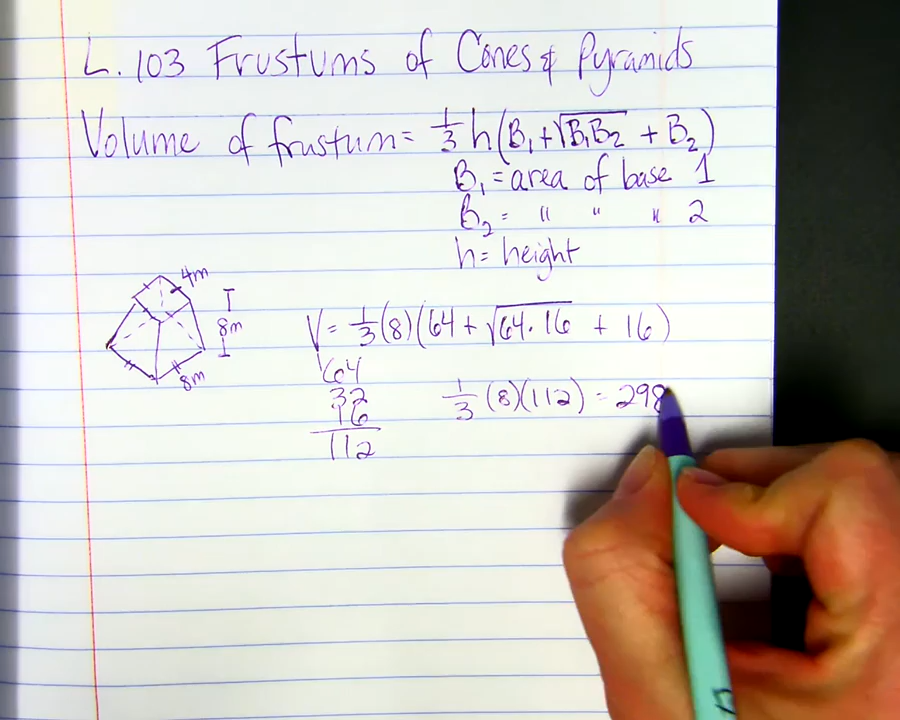 L. 103 Frustums of Cones & Pyramids
Volume of frustum = 1/3 h(B₁ + √B₁B₂ + B₂)
B₁ = area of base 1
B₂ = " " " 2
h = height
4m
8m
8m
V = 1/3 (8)(64 + √64·16 + 16)
64
32
16
112
1/3 (8)(112) = 298